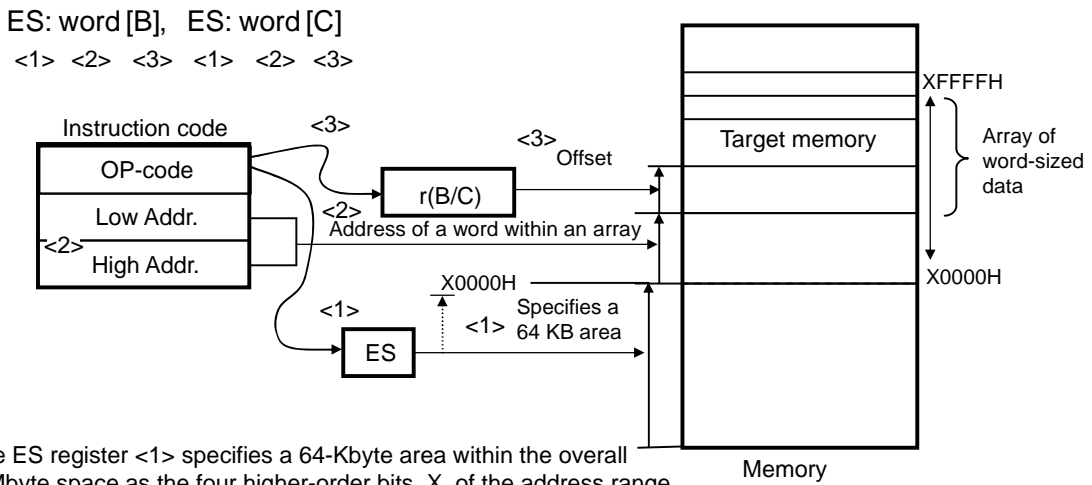 ES: word [B], ES: word [C]
<1> <2> <3> <1> <2> <3>
Instruction code
OP-code
Low Addr.
<2>
High Addr.
<3>
r(B/C)
<3>
Offset
<2>
Address of a word within an array
X0000H
<1>
Specifies a
64 KB area
<1>
ES
XFFFFH
Target memory
Array of
word-sized
data
X0000H
Memory
ES register <1> specifies a 64-Kbyte area within the overall
space as the four higher-order bits, X, of the address range